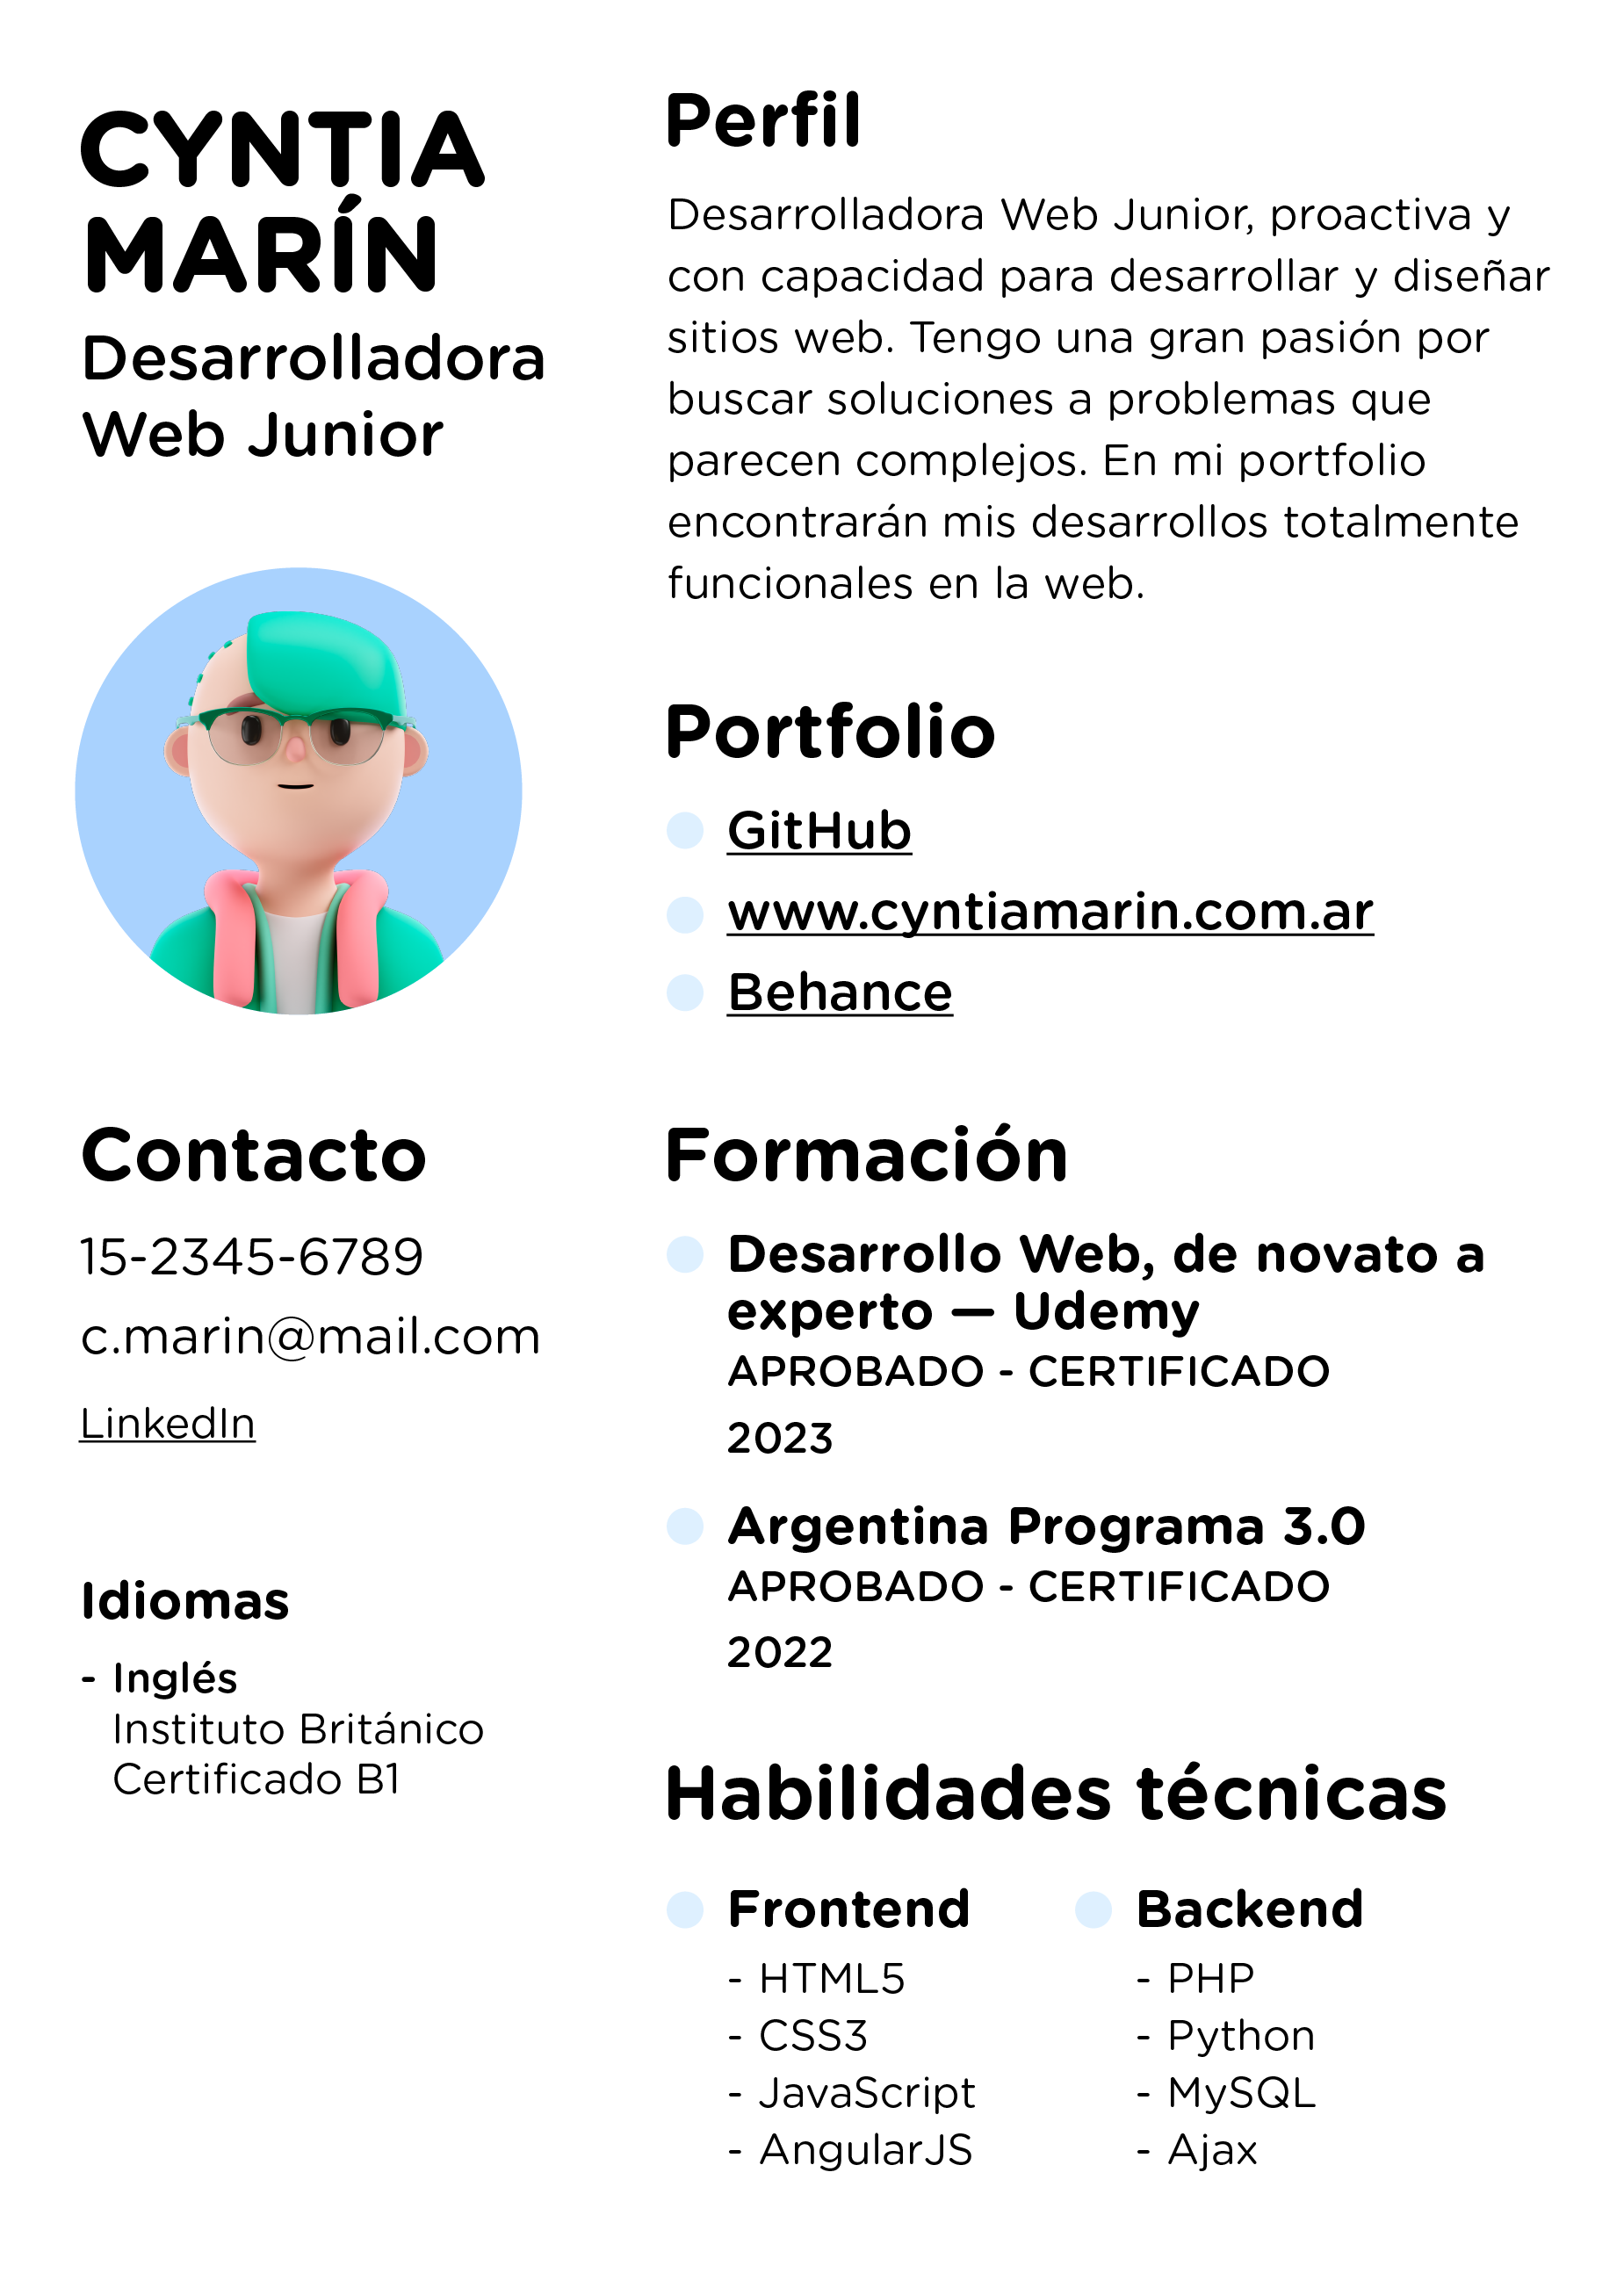 CYNTIA
MARÍN
Desarrolladora
Web Junior
Contacto
15-2345-6789
c.marin@mail.com
LinkedIn
Idiomas
- Inglés
Instituto Británico
Certificado B1
Perfil
Desarrolladora Web Junior, proactiva y
con capacidad para desarrollar y diseñar
sitios web. Tengo una gran pasión por
buscar soluciones a problemas que
parecen complejos. En mi portfolio
encontrarán mis desarrollos totalmente
funcionales en la web.
Portfolio
GitHub
www.cyntiamarin.com.ar
Behance
Formación
Desarrollo Web, de novato a
experto — Udemy
APROBADO - CERTIFICADO
2023
Argentina Programa 3.0
APROBADO - CERTIFICADO
2022
Habilidades técnicas
Frontend
- HTML5
- CSS3
- JavaScript
- AngularJS
Backend
- PHP
- Python
- MySQL
- Ajax